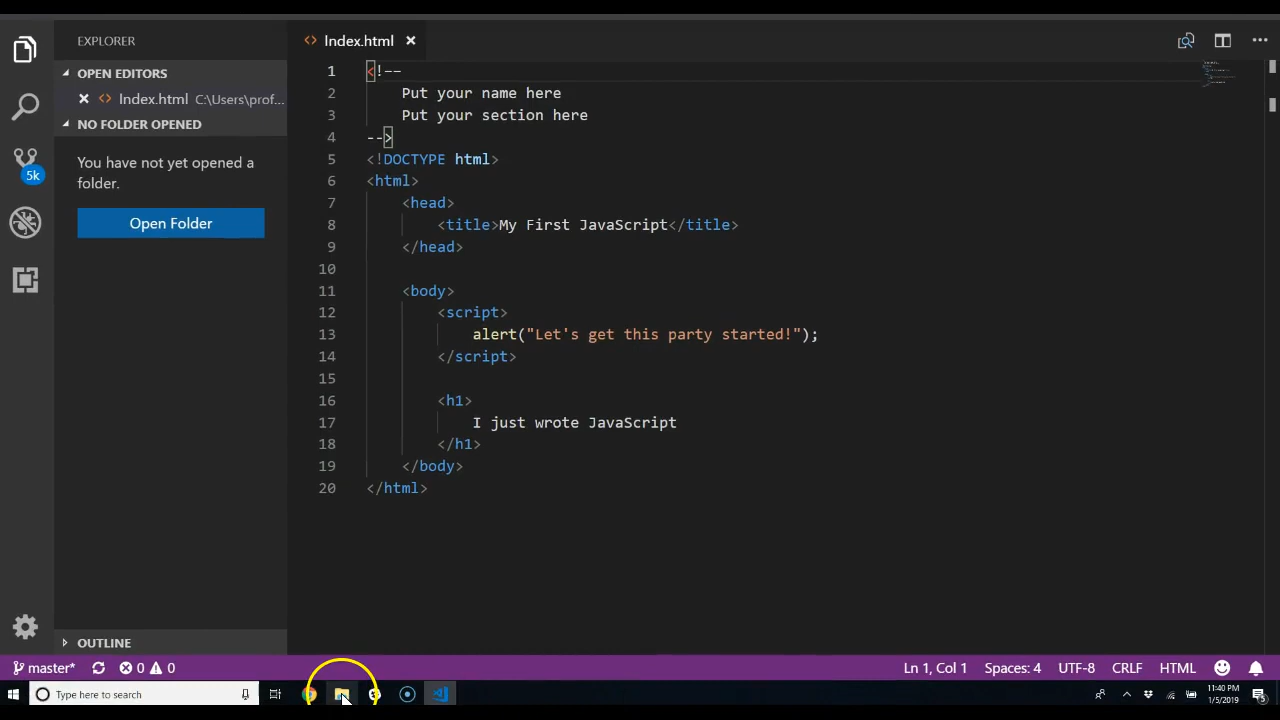 EXPLORER
OPEN EDITORS
Index.html C:\Users\prof...
NO FOLDER OPENED
You have not yet opened a
folder.
Open Folder
OUTLINE
5k
Index.html
1 <!--
2 Put your name here
3 Put your section here
4 -->
5 <!DOCTYPE html>
6 <html>
7 <head>
8 <title>My First JavaScript</title>
9 </head>
10
11 <body>
12 <script>
13 alert("Let's get this party started!");
14 </script>
15
16 <h1>
17 I just wrote JavaScript
18 </h1>
19 </body>
20 </html>
master* 0 0 Ln 1, Col 1 Spaces: 4 UTF-8 CRLF HTML
Type here to search
11:40 PM
1/5/2019
5